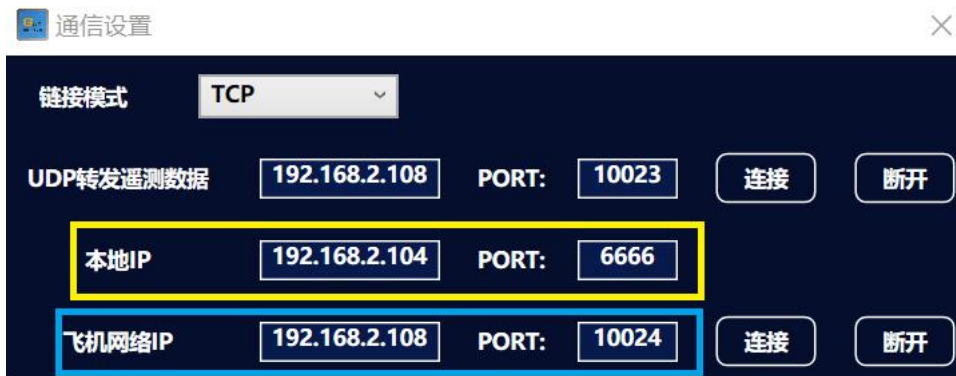 通信设置
链接模式 TCP
UDP转发遥测数据 192.168.2.108 PORT: 10023 连接 断开
本地IP 192.168.2.104 PORT: 6666
飞机网络IP 192.168.2.108 PORT: 10024 连接 断开